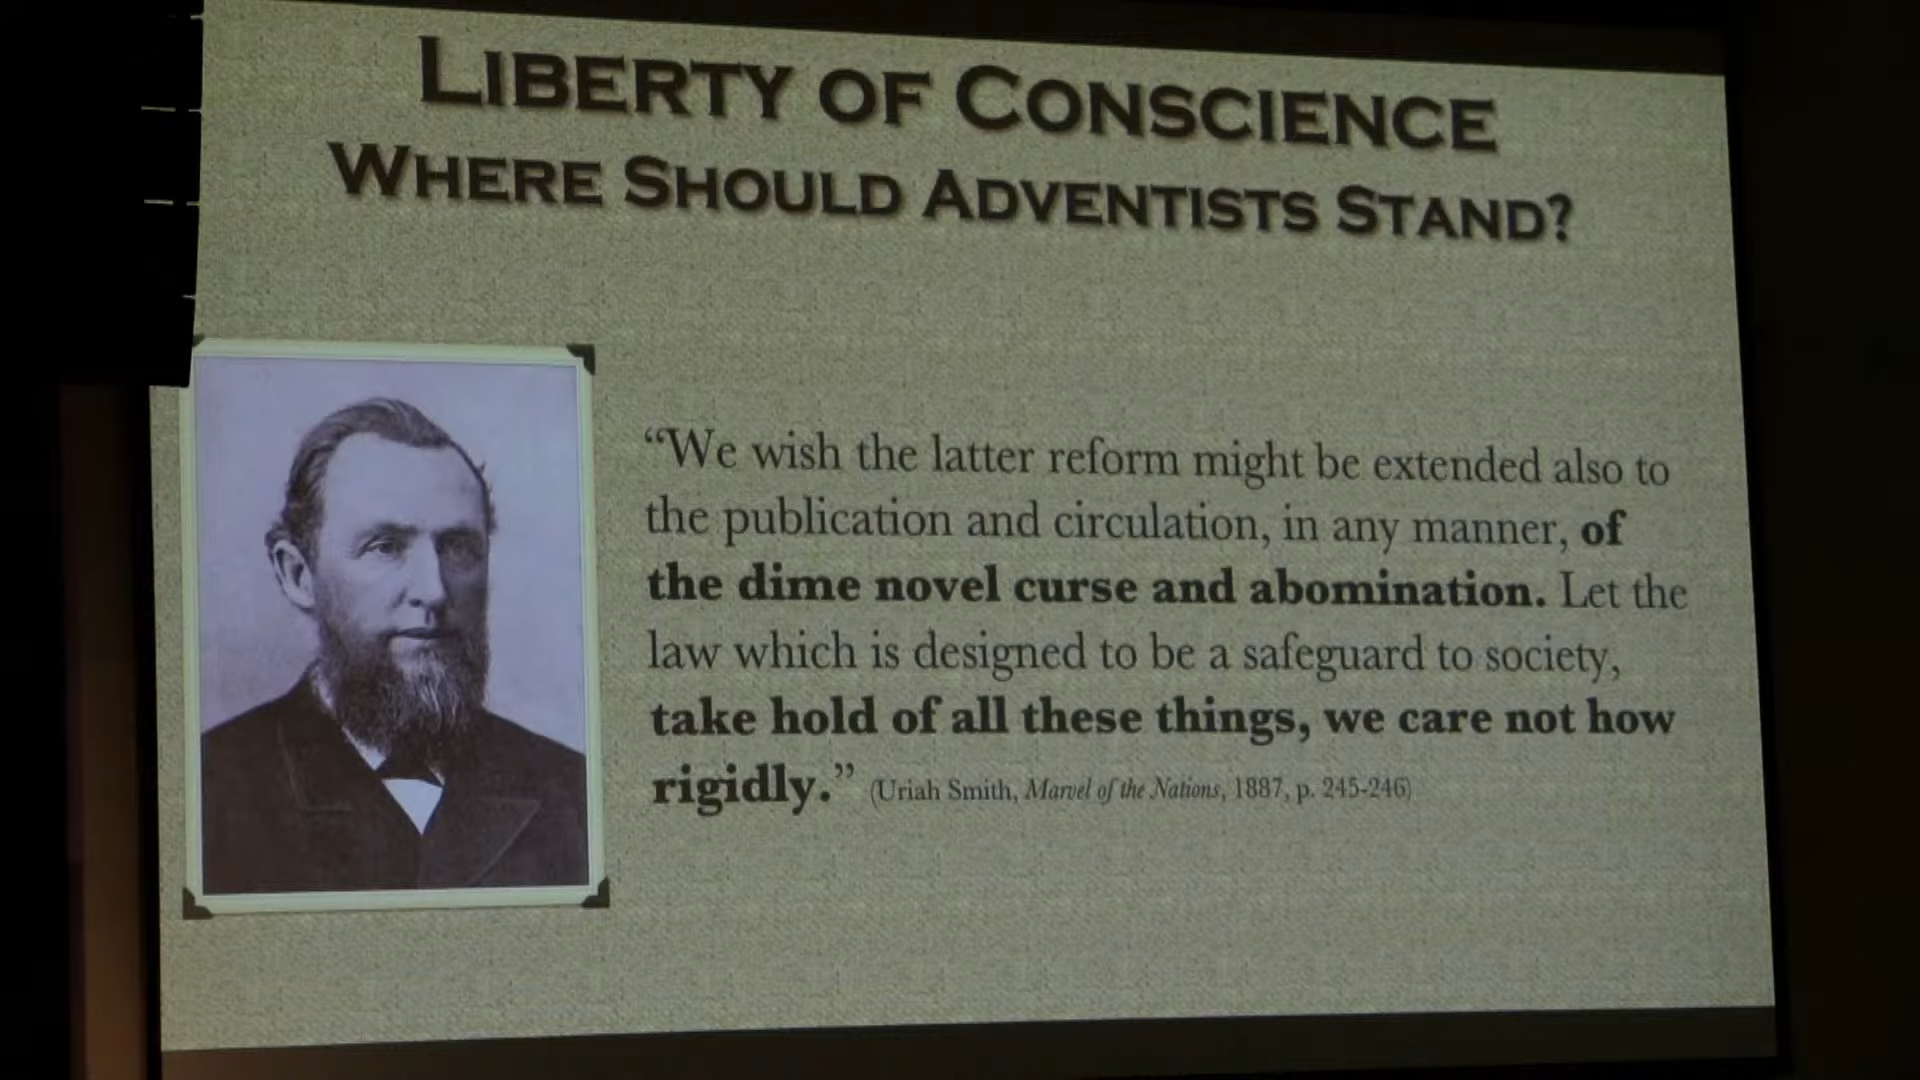 LIBERTY OF CONSCIENCE
WHERE SHOULD ADVENTISTS STAND?
“We wish the latter reform might be extended also to
the publication and circulation, in any manner, of
the dime novel curse and abomination. Let the
law which is designed to be a safeguard to society,
take hold of all these things, we care not how
rigidly.” (Uriah Smith, Marvel of the Nations, 1887, p. 245-246)